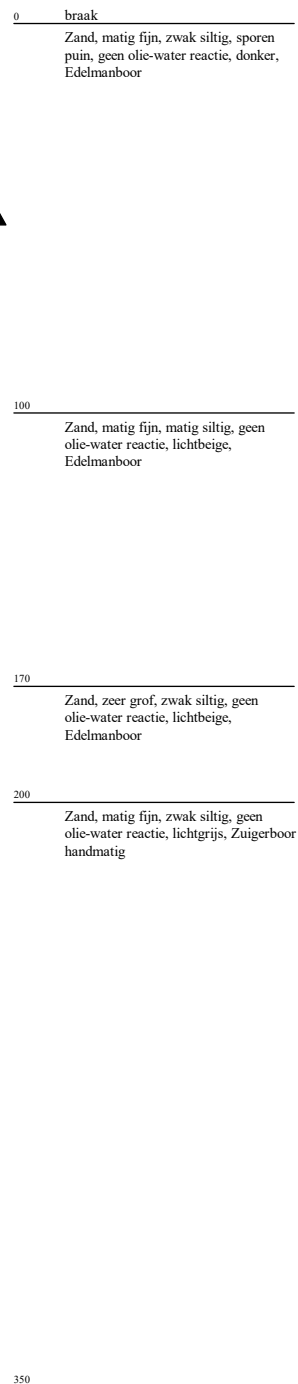 0 braak
Zand, matig fijn, zwak siltig, sporen
puin, geen olie-water reactie, donker,
Edelmanboor
100
Zand, matig fijn, matig siltig, geen
olie-water reactie, lichtbeige,
Edelmanboor
170
Zand, zeer grof, zwak siltig, geen
olie-water reactie, lichtbeige,
Edelmanboor
200
Zand, matig fijn, zwak siltig, geen
olie-water reactie, lichtgrijs, Zuigerboor
handmatig
350